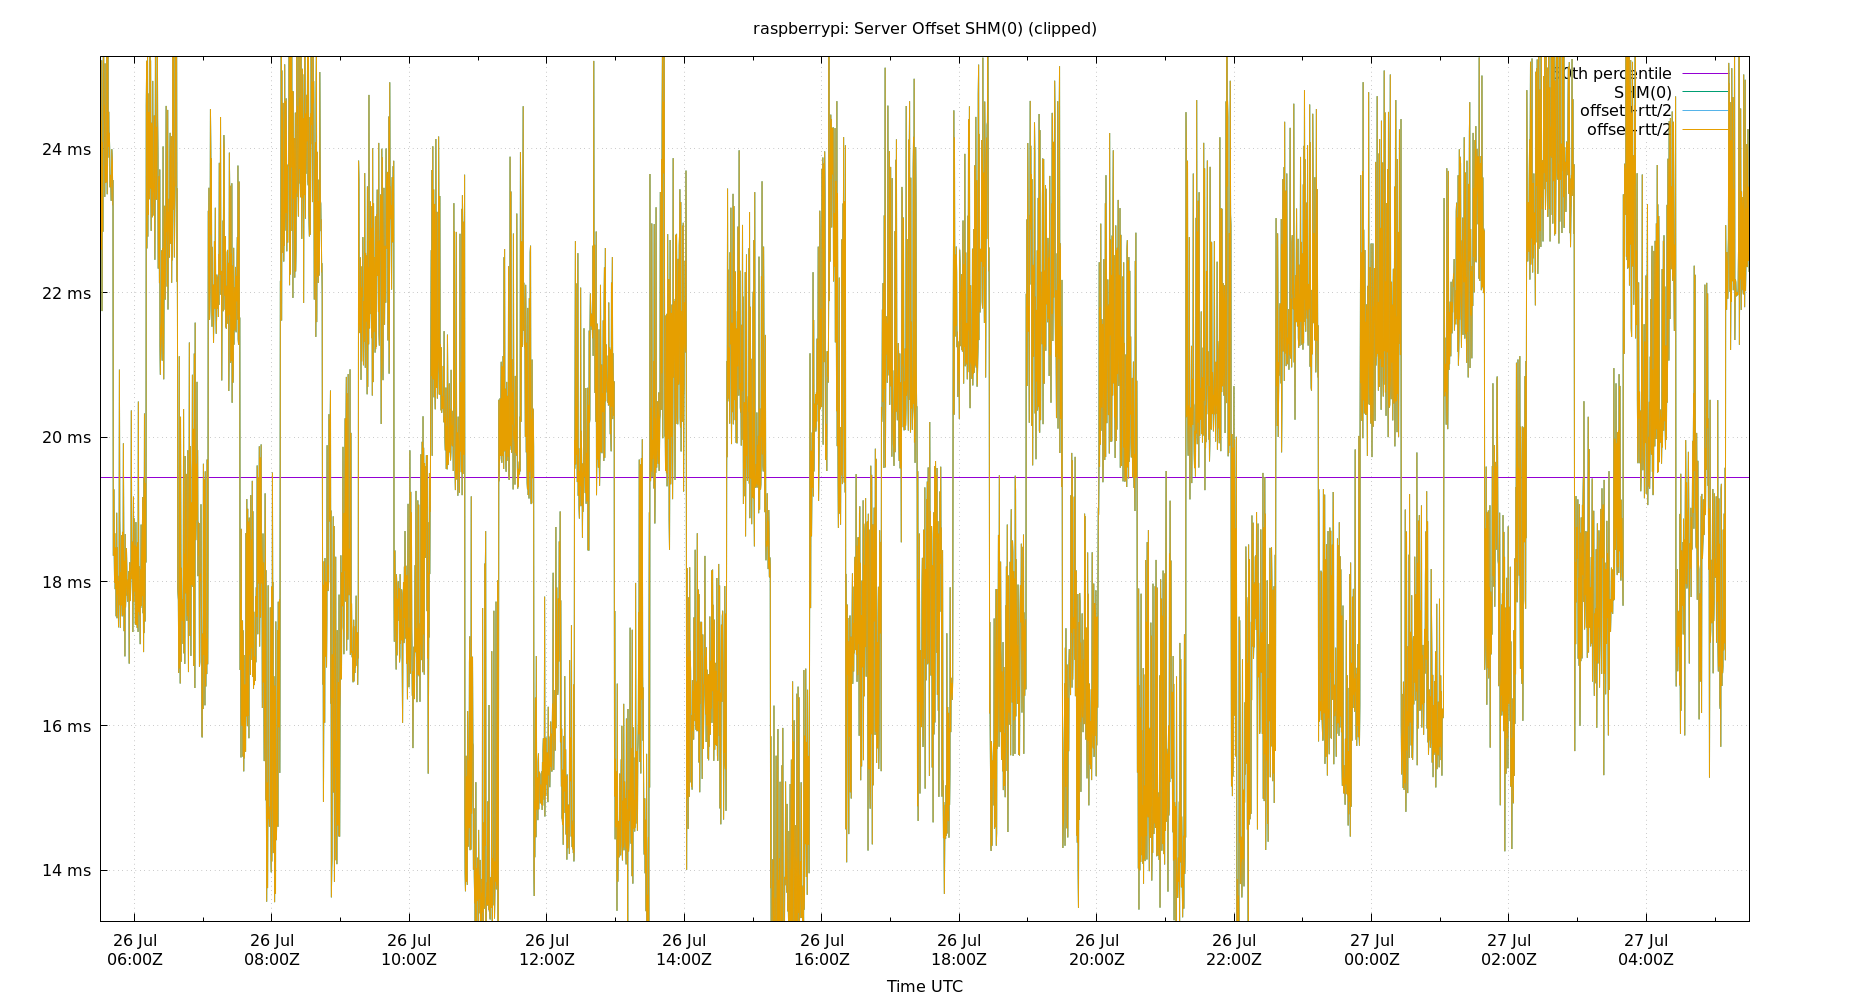 raspberrypi: Server Offset SHM(0) (clipped)
percentile
SHM(0)
24 ms
22 ms
20 ms
18 ms
16 ms
14 ms
26 Jul 06:00Z
26 Jul 08:00Z
26 Jul 10:00Z
26 Jul 12:00Z
26 Jul 14:00Z
26 Jul 16:00Z
26 Jul 18:00Z
26 Jul 20:00Z
26 Jul 22:00Z
27 Jul 00:00Z
27 Jul 02:00Z
27 Jul 04:00Z
Time UTC